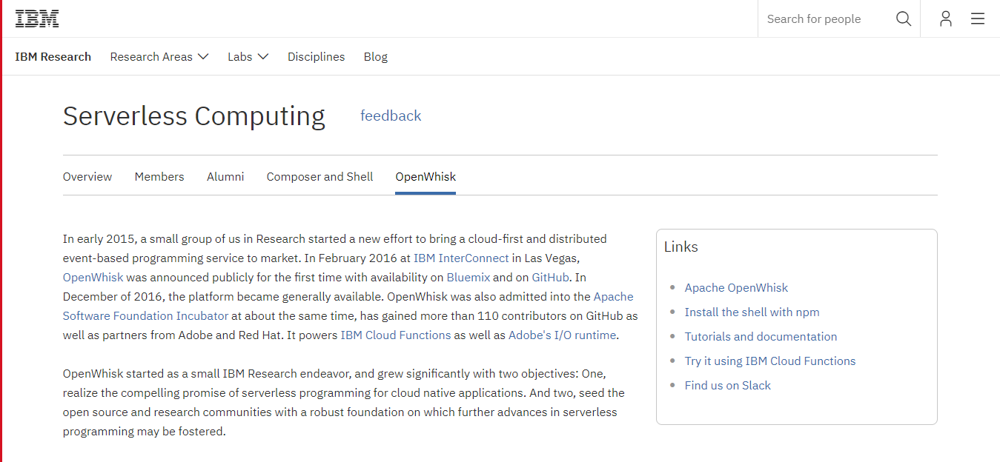 IBM
Search for people
IBM Research Research Areas Labs Disciplines Blog
Serverless Computing feedback
Overview Members Alumni Composer and Shell OpenWhisk
In early 2015, a small group of us in Research started a new effort to bring a cloud-first and distributed
event-based programming service to market. In February 2016 at IBM InterConnect in Las Vegas,
OpenWhisk was announced publicly for the first time with availability on Bluemix and on GitHub. In
December of 2016, the platform became generally available. OpenWhisk was also admitted into the Apache
Software Foundation Incubator at about the same time, has gained more than 110 contributors on GitHub as
well as partners from Adobe and Red Hat. It powers IBM Cloud Functions as well as Adobe's I/O runtime.
OpenWhisk started as a small IBM Research endeavor, and grew significantly with two objectives: One,
realize the compelling promise of serverless programming for cloud native applications. And two, seed the
open source and research communities with a robust foundation on which further advances in serverless
programming may be fostered.
Links
Apache OpenWhisk
Install the shell with npm
Tutorials and documentation
Try it using IBM Cloud Functions
Find us on Slack